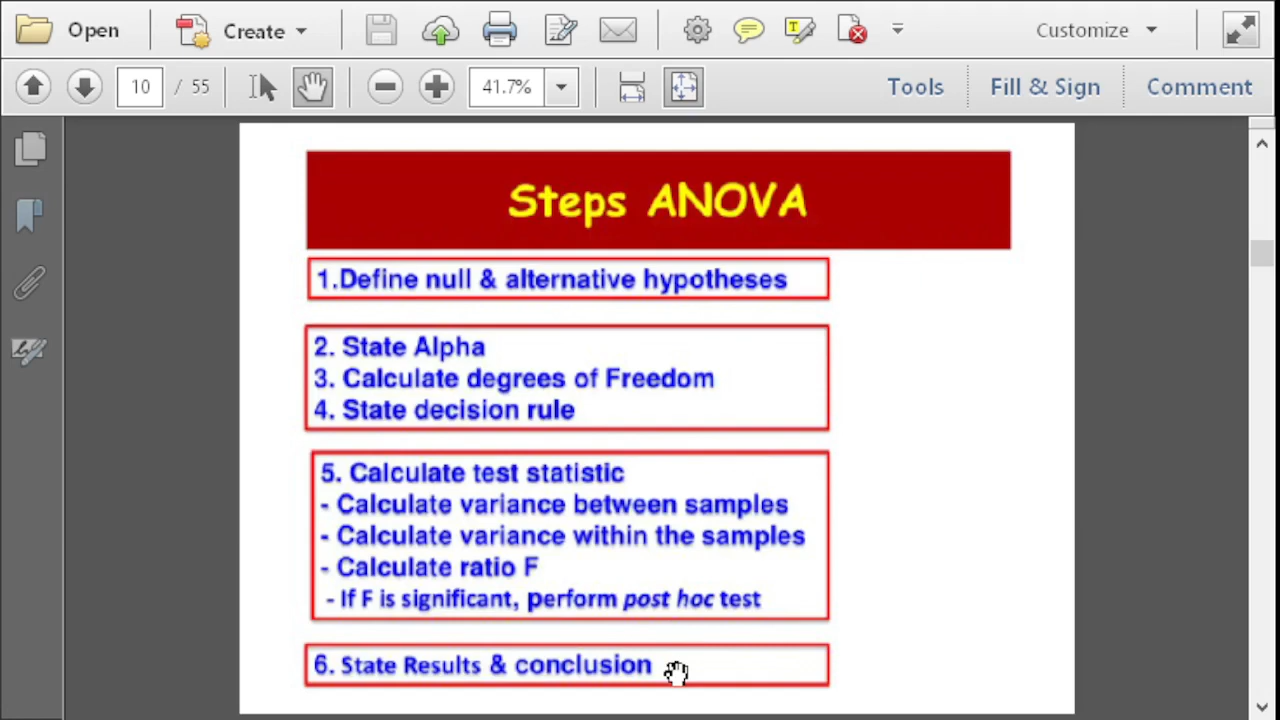 Open
Create
Customize
10 / 55
41.7%
Tools
Fill & Sign
Comment
Steps ANOVA
1.Define null & alternative hypotheses
2. State Alpha
3. Calculate degrees of Freedom
4. State decision rule
5. Calculate test statistic
- Calculate variance between samples
- Calculate variance within the samples
- Calculate ratio F
- If F is significant, perform post hoc test
6. State Results & conclusion